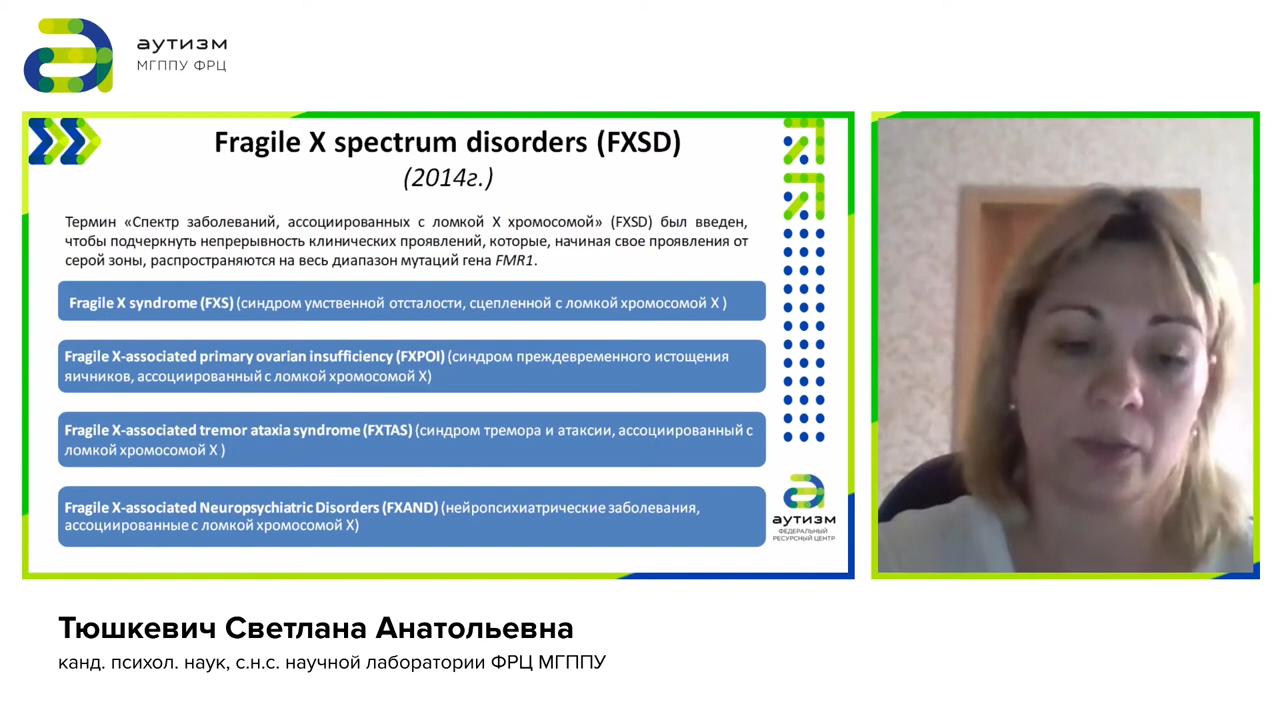 аутизм
МГППУ ФРЦ
Fragile X spectrum disorders (FXSD)
(2014г.)
Термин «Спектр заболеваний, ассоциированных с ломкой X хромосомой» (FXSD) был введен,
чтобы подчеркнуть непрерывность клинических проявлений, которые, начиная свое проявления от
серой зоны, распространяются на весь диапазон мутаций гена FMR1.
Fragile X syndrome (FXS) (синдром умственной отсталости, сцепленной с ломкой хромосомой X )
Fragile X-associated primary ovarian insufficiency (FXPOI) (синдром преждевременного истощения
яичников, ассоциированный с ломкой хромосомой X)
Fragile X-associated tremor ataxia syndrome (FXTAS) (синдром тремора и атаксии, ассоциированный с
ломкой хромосомой X )
Fragile X-associated Neuropsychiatric Disorders (FXAND) (нейропсихиатрические заболевания,
ассоциированные с ломкой хромосомой X)
аутизм
ФЕДЕРАЛЬНЫЙ
РЕСУРСНЫЙ ЦЕНТР
Тюшкевич Светлана Анатольевна
канд. психол. наук, с.н.с. научной лаборатории ФРЦ МГППУ